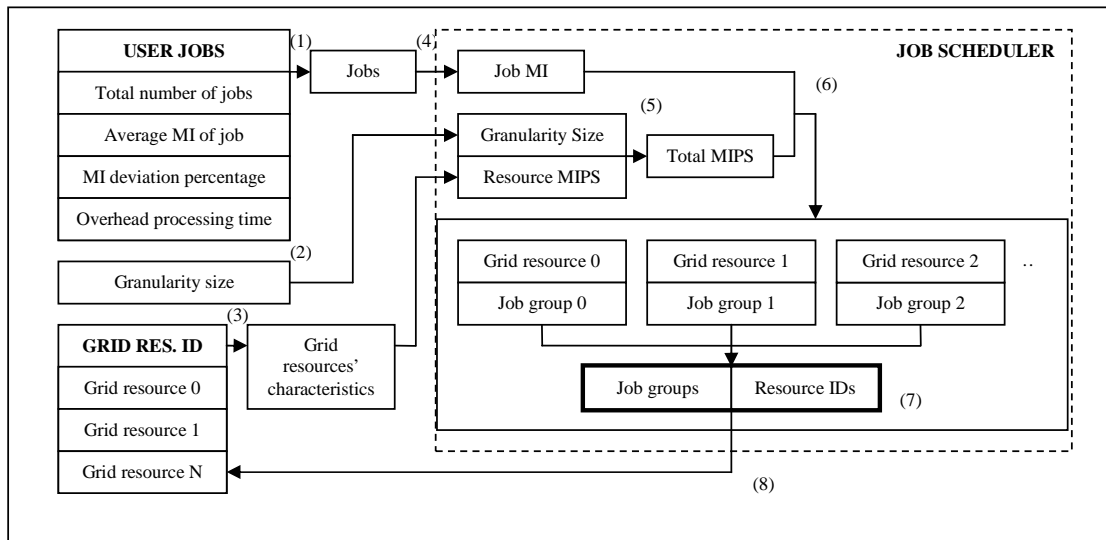 USER JOBS
Total number of jobs
Average MI of job
MI deviation percentage
Overhead processing time
(1)
Jobs
(4)
JOB SCHEDULER
Job MI
(6)
(5)
Granularity Size
Resource MIPS
Total MIPS
(2)
Granularity size
(3)
GRID RES. ID
Grid resource 0
Grid resource 1
Grid resource N
Grid
resources’
characteristics
Grid resource 0
Job group 0
Grid resource 1
Job group 1
Grid resource 2
Job group 2
..
Job groups
Resource IDs
(7)
(8)